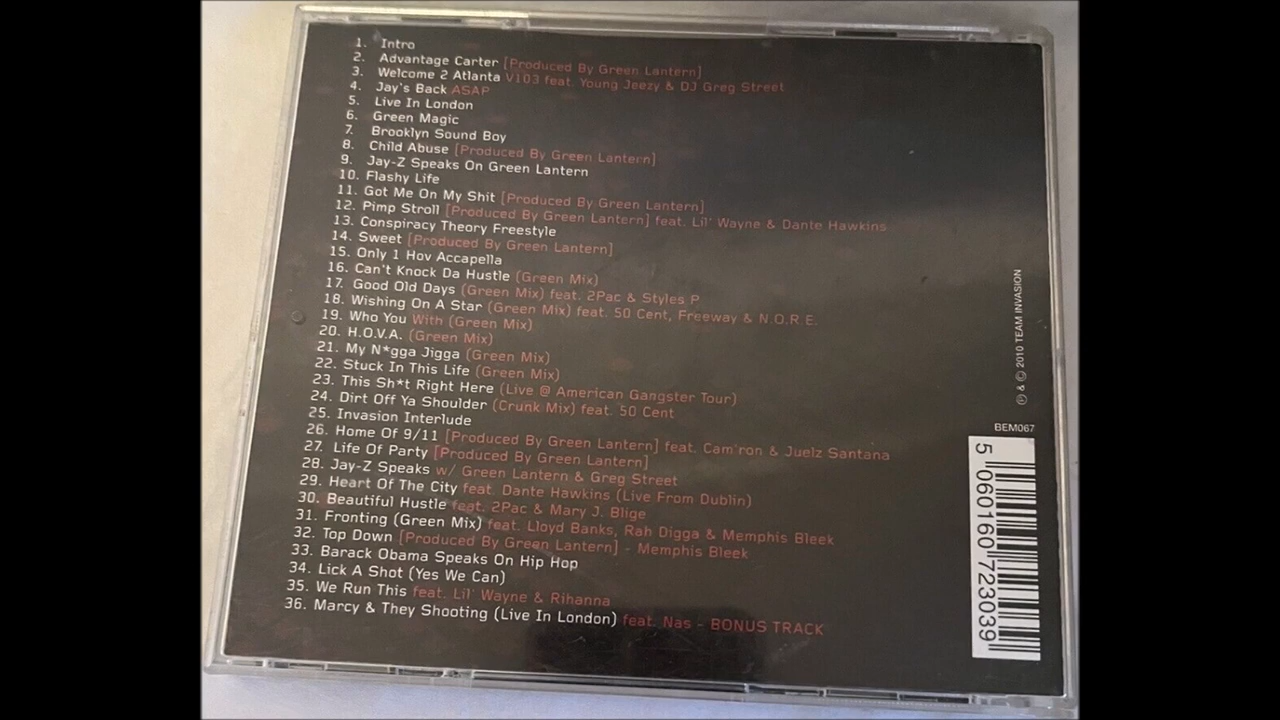 1. Intro
2. Advantage Carter [Produced By Green Lantern]
3. Welcome 2 Atlanta V103 feat. Young Jeezy & DJ Greg Street
4. Jay's Back ASAP
5. Live In London
6. Green Magic
7. Brooklyn Sound Boy
8. Child Abuse [Produced By Green Lantern]
9. Jay-Z Speaks On Green Lantern
10. Flashy Life
11. Got Me On My Shit [Produced By Green Lantern]
12. Pimp Stroll [Produced By Green Lantern] feat. Lil' Wayne & Dante Hawkins
13. Conspiracy Theory Freestyle
14. Sweet [Produced By Green Lantern]
15. Only 1 Hov Accapella
16. Can't Knock Da Hustle (Green Mix)
17. Good Old Days (Green Mix) feat. 2Pac & Styles P
18. Wishing On A Star (Green Mix) feat. 50 Cent, Freeway & N.O.R.E.
19. Who You With (Green Mix)
20. H.O.V.A. (Green Mix)
21. My N*gga Jigga (Green Mix)
22. Stuck In This Life (Green Mix)
23. This Sh*t Right Here (Live @ American Gangster Tour)
24. Dirt Off Ya Shoulder (Crunk Mix) feat. 50 Cent
25. Invasion Interlude
26. Home Of 9/11 [Produced By Green Lantern] feat. Cam'ron & Juelz Santana
27. Life Of Party [Produced By Green Lantern]
28. Jay-Z Speaks w/ Green Lantern & Greg Street
29. Heart Of The City feat. Dante Hawkins (Live From Dublin)
30. Beautiful Hustle feat. 2Pac & Mary J. Blige
31. Fronting (Green Mix) feat. Lloyd Banks, Rah Digga & Memphis Bleek
32. Top Down [Produced By Green Lantern] - Memphis Bleek
33. Barack Obama Speaks On Hip Hop
34. Lick A Shot (Yes We Can)
35. We Run This feat. Lil' Wayne & Rihanna
36. Marcy & They Shooting (Live In London) feat. Nas - BONUS TRACK
℗ & © 2010 TEAM INVASION
BEM067
5 060160 723039